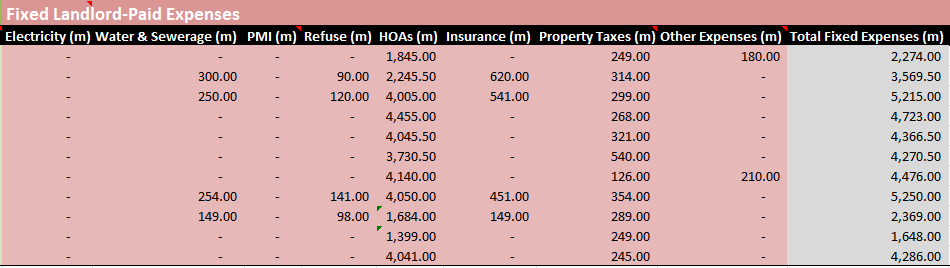 Fixed Landlord-Paid Expenses
Electricity (m) Water & Sewerage (m) PMI (m) Refuse (m) HOAs (m) Insurance (m) Property Taxes (m) Other Expenses (m) Total Fixed Expenses (m)
- - - - 1,845.00 - 249.00 180.00 2,274.00
- 300.00 - 90.00 2,245.50 620.00 314.00 - 3,569.50
- 250.00 - 120.00 4,005.00 541.00 299.00 - 5,215.00
- - - - 4,455.00 - 268.00 - 4,723.00
- - - - 4,045.50 - 321.00 - 4,366.50
- - - - 3,730.50 - 540.00 - 4,270.50
- - - - 4,140.00 - 126.00 210.00 4,476.00
- 254.00 - 141.00 4,050.00 451.00 354.00 - 5,250.00
- 149.00 - 98.00 1,684.00 149.00 289.00 - 2,369.00
- - - - 1,399.00 - 249.00 - 1,648.00
- - - - 4,041.00 - 245.00 - 4,286.00